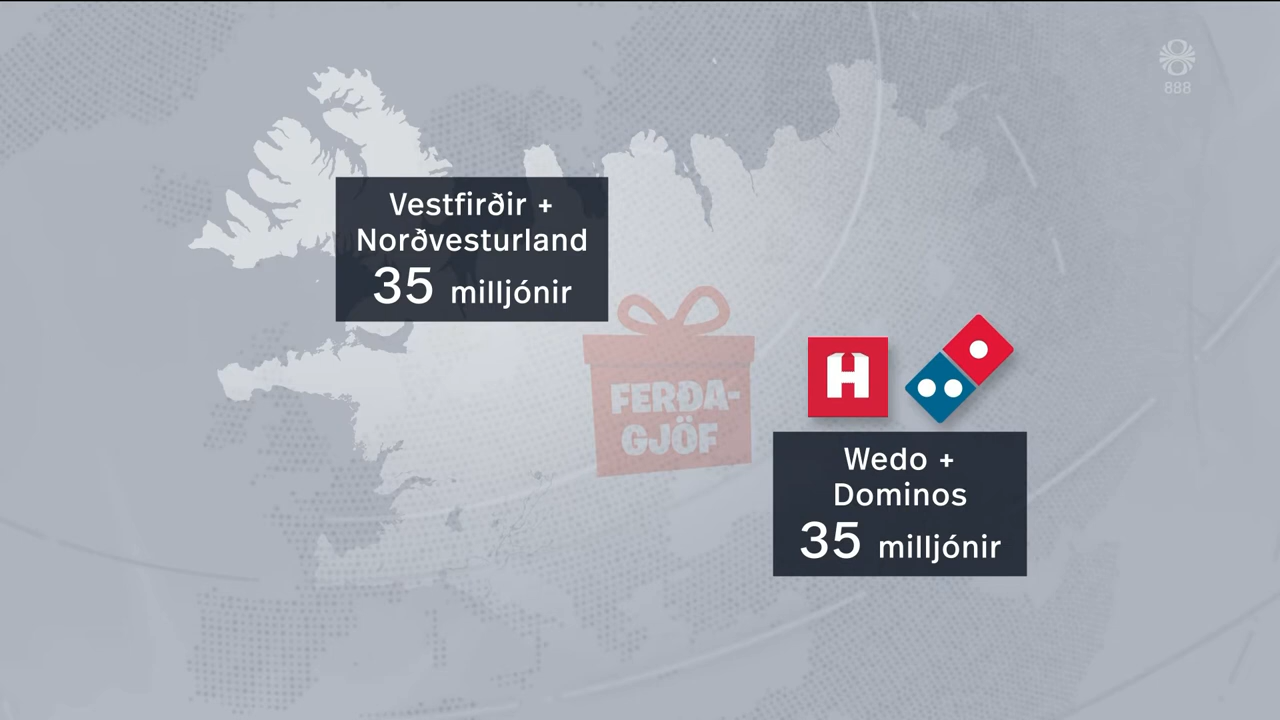 888
Vestfirðir +
Norðvesturland
35 milljónir
FERÐA-
GJÖF
H
Wedo +
Dominos
35 milljónir